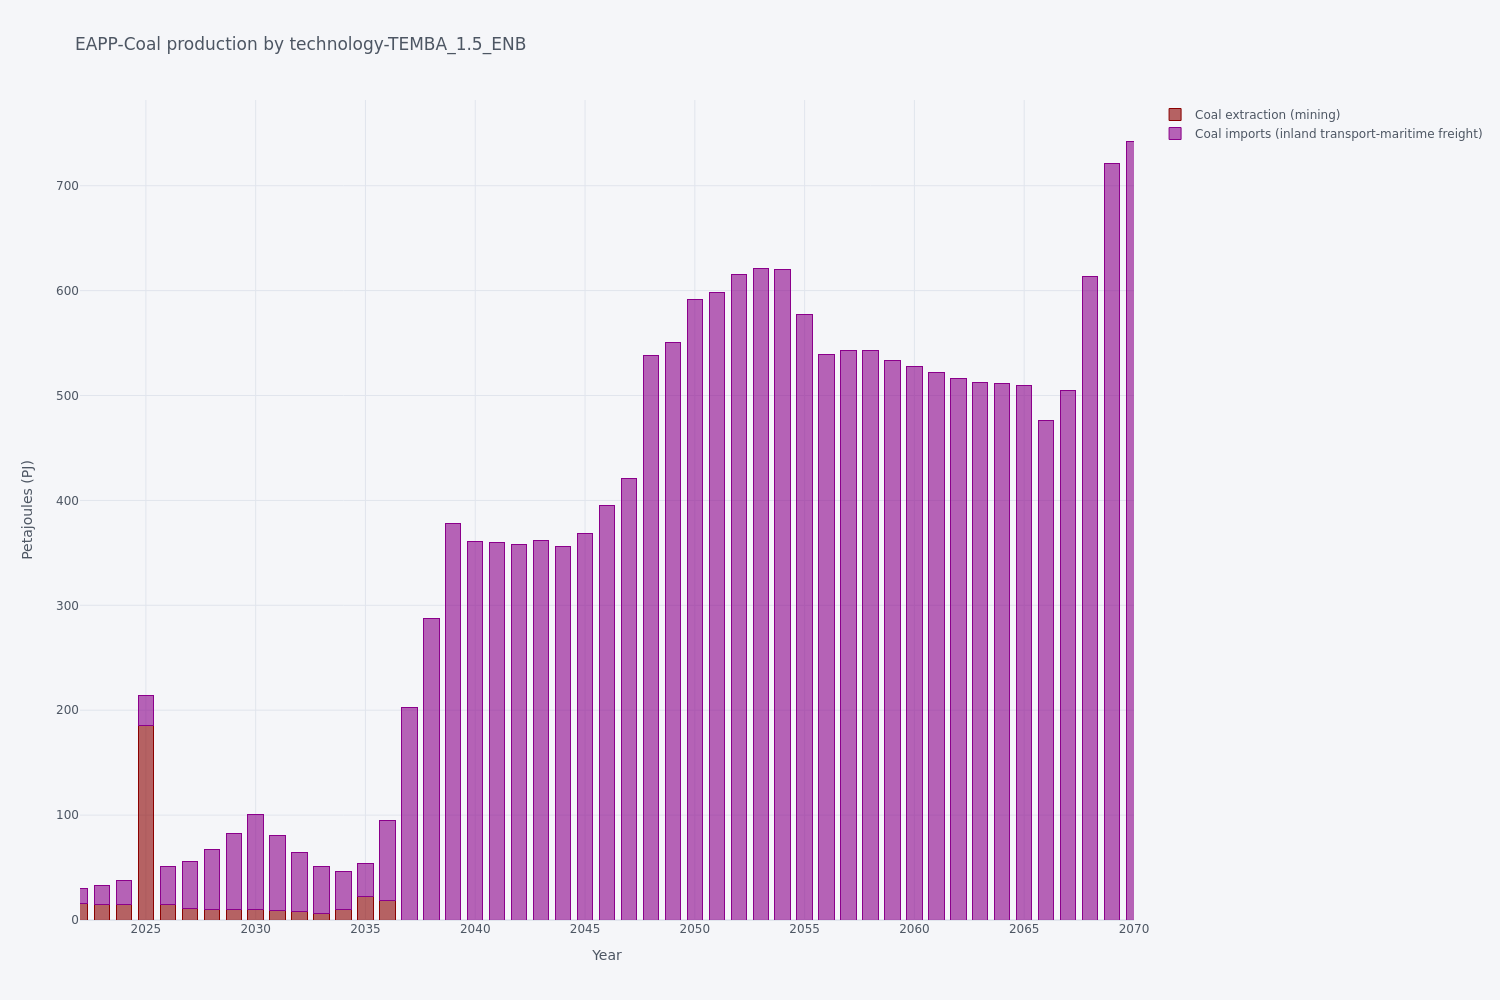 EAPP-Coal production by technology-TEMBA_1.5_ENB
Coal extraction (mining)
Coal imports (inland transport-maritime freight)
700
600
500
400
300
200
100
0
Petajoules (PJ)
2025 2030 2035 2040 2045 2050 2055 2060 2065 2070
Year